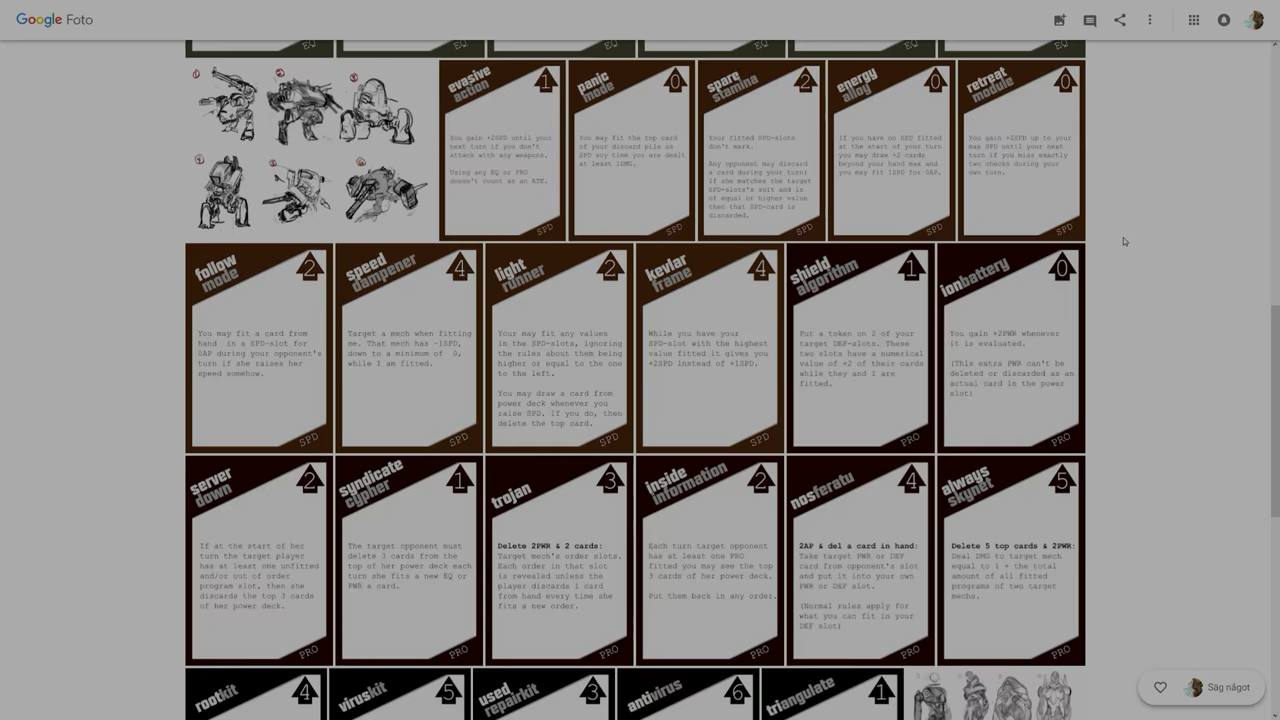 Google Foto
EQ EQ EQ EQ EQ EQ
evasive
action
1
You gain +2SPD until your
next turn if you don't
attack with any weapons.
Using any EQ or PRO
doesn't count as an ATK.
SPD
panic
mode
0
You may fit the top card
of your discard pile as
SPD any time you are dealt
at least 1DMG.
SPD
spare
stamina
2
Your fitted SPD-slots
don't mark.
Any opponent may discard
a card during your turn;
if she matches the target
SPD-slots's suit and is
of equal or higher value
then that SPD-card is
discarded.
SPD
energy
alloy
0
If you have no SPD fitted
at the start of your turn
you may draw +2 cards
beyond your hand max and
you may fit 1SPD for 0AP.
SPD
retreat
module
0
You gain +2SPD up to your
max SPD until your next
turn if you miss exactly
two checks during your
own turn.
SPD
follow
mode
2
You may fit a card from
hand in a SPD-slot for
0AP during your opponent's
turn if she raises her
speed somehow.
SPD
speed
dampener
4
Target a mech when fitting
me. That mech has -1SPD,
down to a minimum of 0,
while I am fitted.
SPD
light
runner
2
Your may fit any values
in the SPD-slots, ignoring
the rules about them being
higher or equal to the one
to the left.
You may draw a card from
power deck whenever you
raise SPD. If you do, then
delete the top card.
SPD
kevlar
frame
4
While you have your
SPD-slot with the highest
value fitted it gives you
+2SPD instead of +1SPD.
SPD
shield
algorithm
1
Put a token on 2 of your
target DEF-slots. These
two slots have a numerical
value of +2 of their cards
while they and I are
fitted.
PRO
ionbattery
0
You gain +2PWR whenever
it is evaluated.
(This extra PWR can't be
deleted or discarded as an
actual card in the power
slot)
PRO
server
down
2
If at the start of her
turn the target player
has at least one unfitted
and/or out of order
program slot, then she
discards the top 3 cards
of her power deck.
PRO
syndicate
cypher
1
The target opponent must
delete 3 cards from the
top of her power deck each
turn she fits a new EQ or
PWR a card.
PRO
trojan
3
Delete 2PWR & 2 cards:
Target mech's order slots.
Each order in that slot
is revealed unless the
player discards 1 card
from hand every time she
fits a new order.
PRO
inside
information
2
Each turn target opponent
has at least one PRO
fitted you may see the top
3 cards of her power deck.
Put them back in any order.
PRO
nosferatu
4
2AP & del a card in hand:
Take target PWR or DEF
card from opponent's slot
and put it into your own
PWR or DEF slot.
(Normal rules apply for
what you can fit in your
DEF slot)
PRO
always
skynet
5
Delete 5 top cards & 2PWR:
Deal DMG to target mech
equal to 1 + the total
amount of all fitted
programs of two target
mechs.
PRO
rootkit
4
viruskit
5
used
repairkit
3
antivirus
6
triangulate
1
Säg något